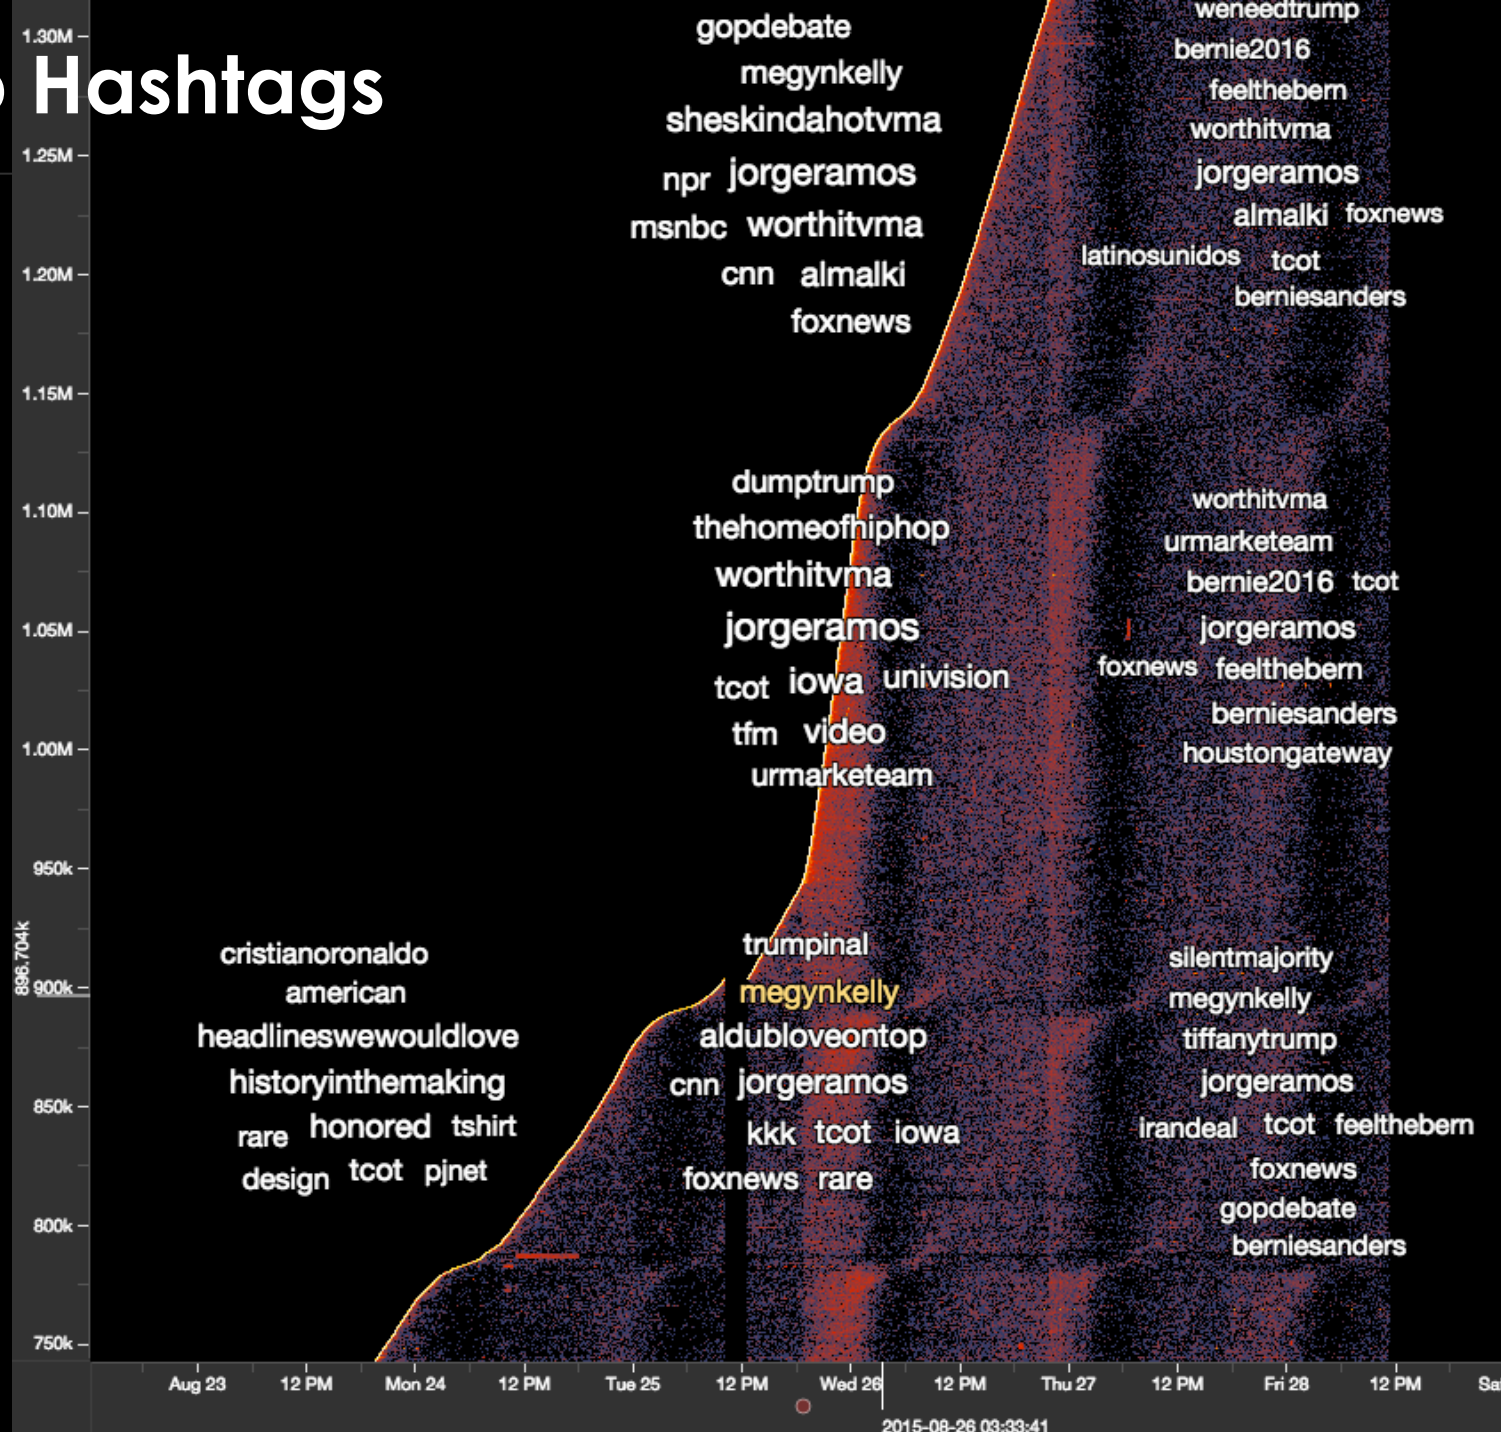 Hashtags
1.30M
1.25M
1.20M
1.15M
1.10M
1.05M
1.00M
950k
900k
850k
800k
750k
896.704k
gopdebate
megynkelly
sheskindahotvma
npr jorgeramos
msnbc worthitvma
cnn almalki
foxnews
weneedtrump
bernie2016
feelthebern
worthitvma
jorgeramos
almalki foxnews
latinosunidos tcot
berniesanders
dumptrump
thehomeofhiphop
worthitvma
jorgeramos
tcot iowa univision
tfm video
urmarketeam
worthitvma
urmarketeam
bernie2016 tcot
jorgeramos
foxnews feelthebern
berniesanders
houstongateway
cristianoronaldo
american
headlineswewouldlove
historyinthemaking
rare honored tshirt
design tcot pjnet
trumpinal
megynkelly
aldubloveontop
cnn jorgeramos
kkk tcot iowa
foxnews rare
silentmajority
megynkelly
tiffanytrump
jorgeramos
irandeal tcot feelthebern
foxnews
gopdebate
berniesanders
Aug 23 12 PM Mon 24 12 PM Tue 25 12 PM Wed 26 12 PM Thu 27 12 PM Fri 28 12 PM
2015-08-26 03:33:41